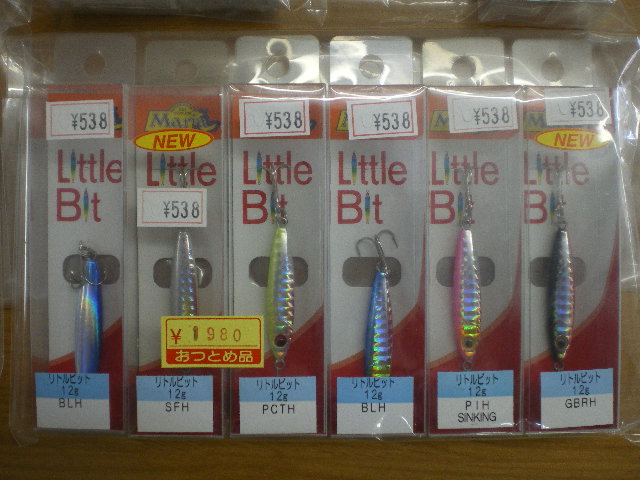 ¥538
Little
Bit
リトルビット
12g
BLH
Maria
NEW
Little
Bit
¥538
¥1980
おつとめ品
リトルビット
12g
SFH
¥538
Little
Bit
リトルビット
12g
PCTH
¥538
Little
Bit
リトルビット
12g
BLH
¥538
Little
Bit
リトルビット
12g
PIH
SINKING
¥538
NEW
Little
Bit
リトルビット
12g
GBRH